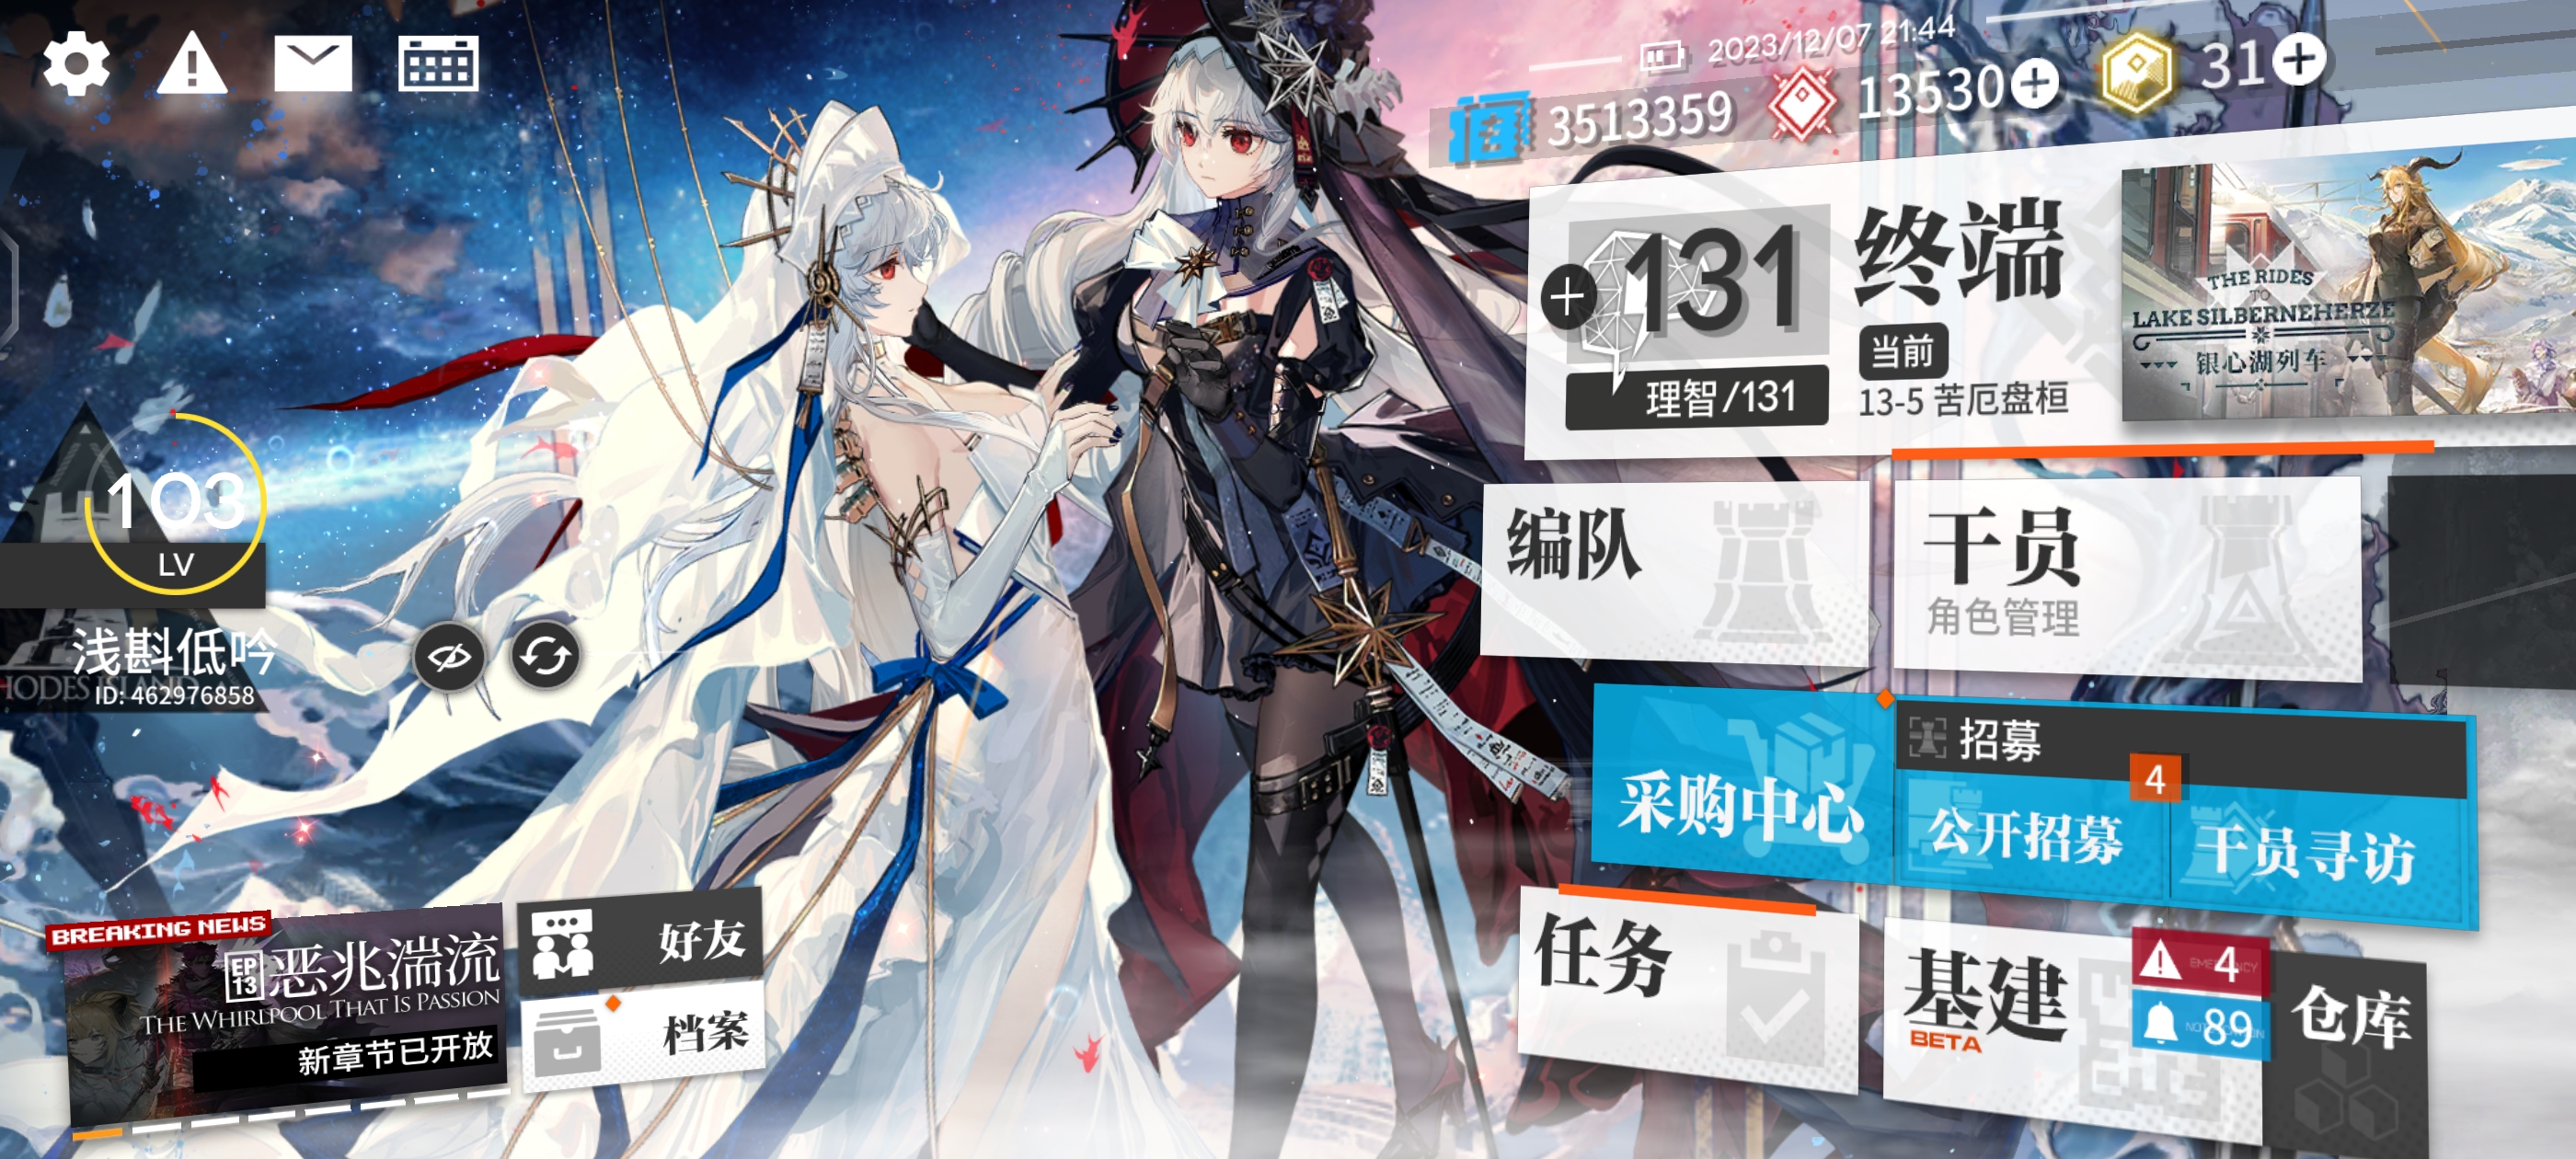 2023/12/07 21:44
3513359
13530
31
131
理智/131
终端
当前
13-5 苦厄盘桓
THE RIDES
TO
LAKE SILBERNEHERZE
银心湖列车
103
LV
浅斟低吟
ID: 462976858
编队
干员
角色管理
采购中心
招募
4
公开招募
干员寻访
BREAKING NEWS
EP
13
恶兆湍流
THE WHIRLPOOL THAT IS PASSION
新章节已开放
好友
档案
任务
基建
BETA
4
89
仓库